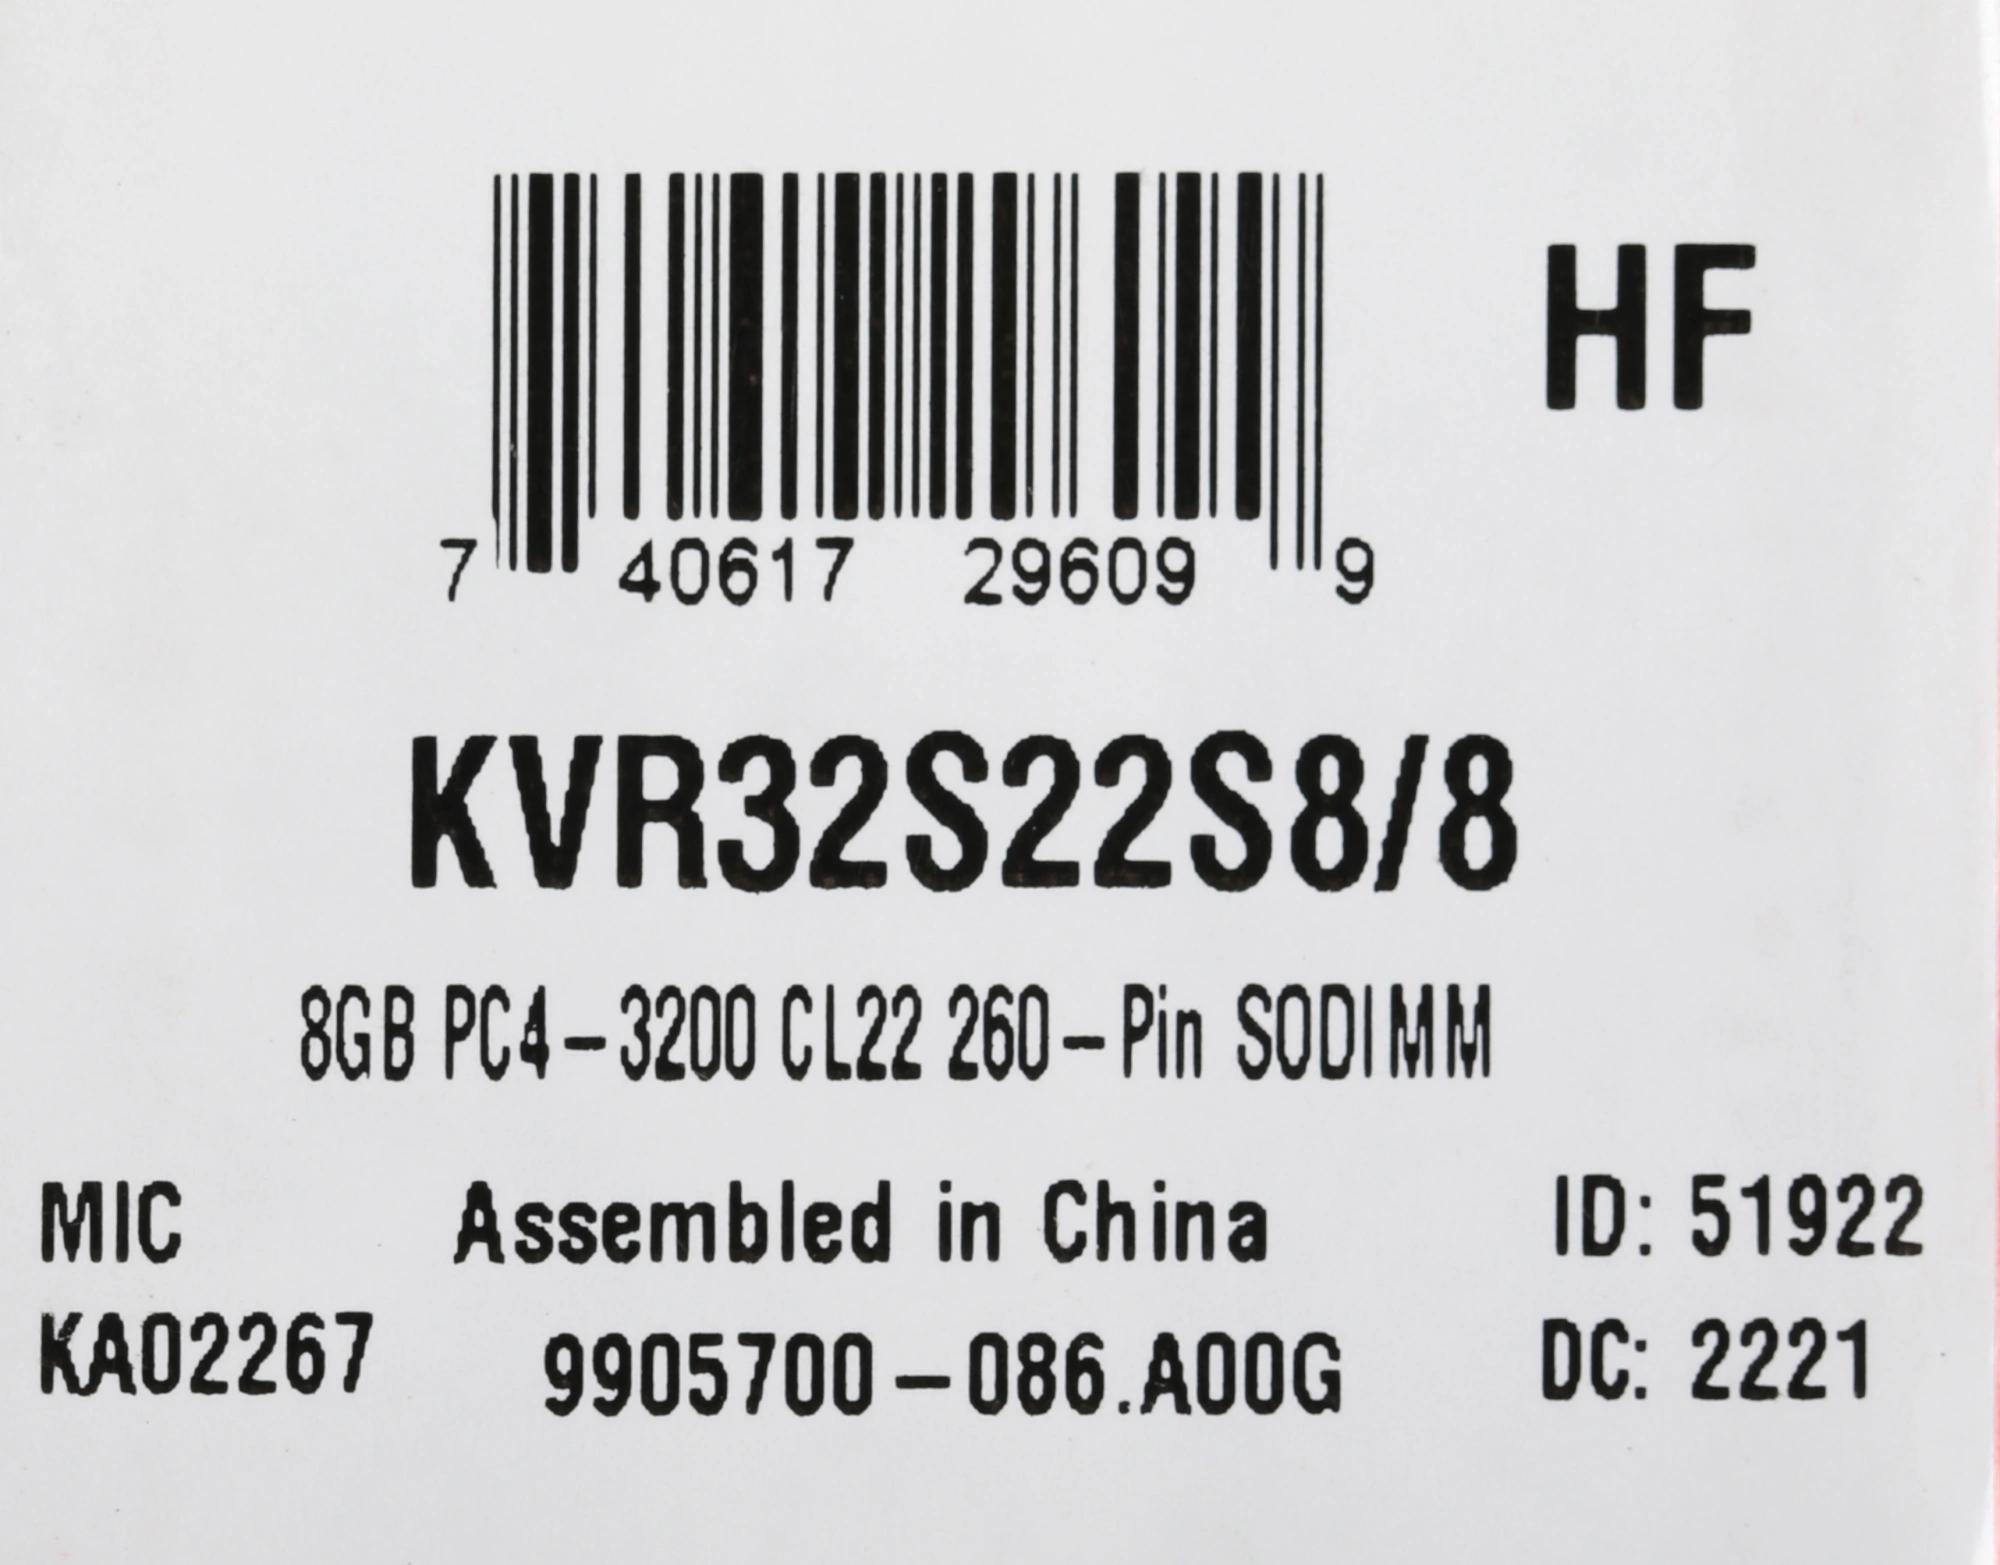 HF
7 40617 29609 9
KVR32S22S8/8
8GB PC4-3200 CL22 260-Pin SODIMM
MIC Assembled in China ID: 51922
KA02267 9905700-086.A00G DC: 2221